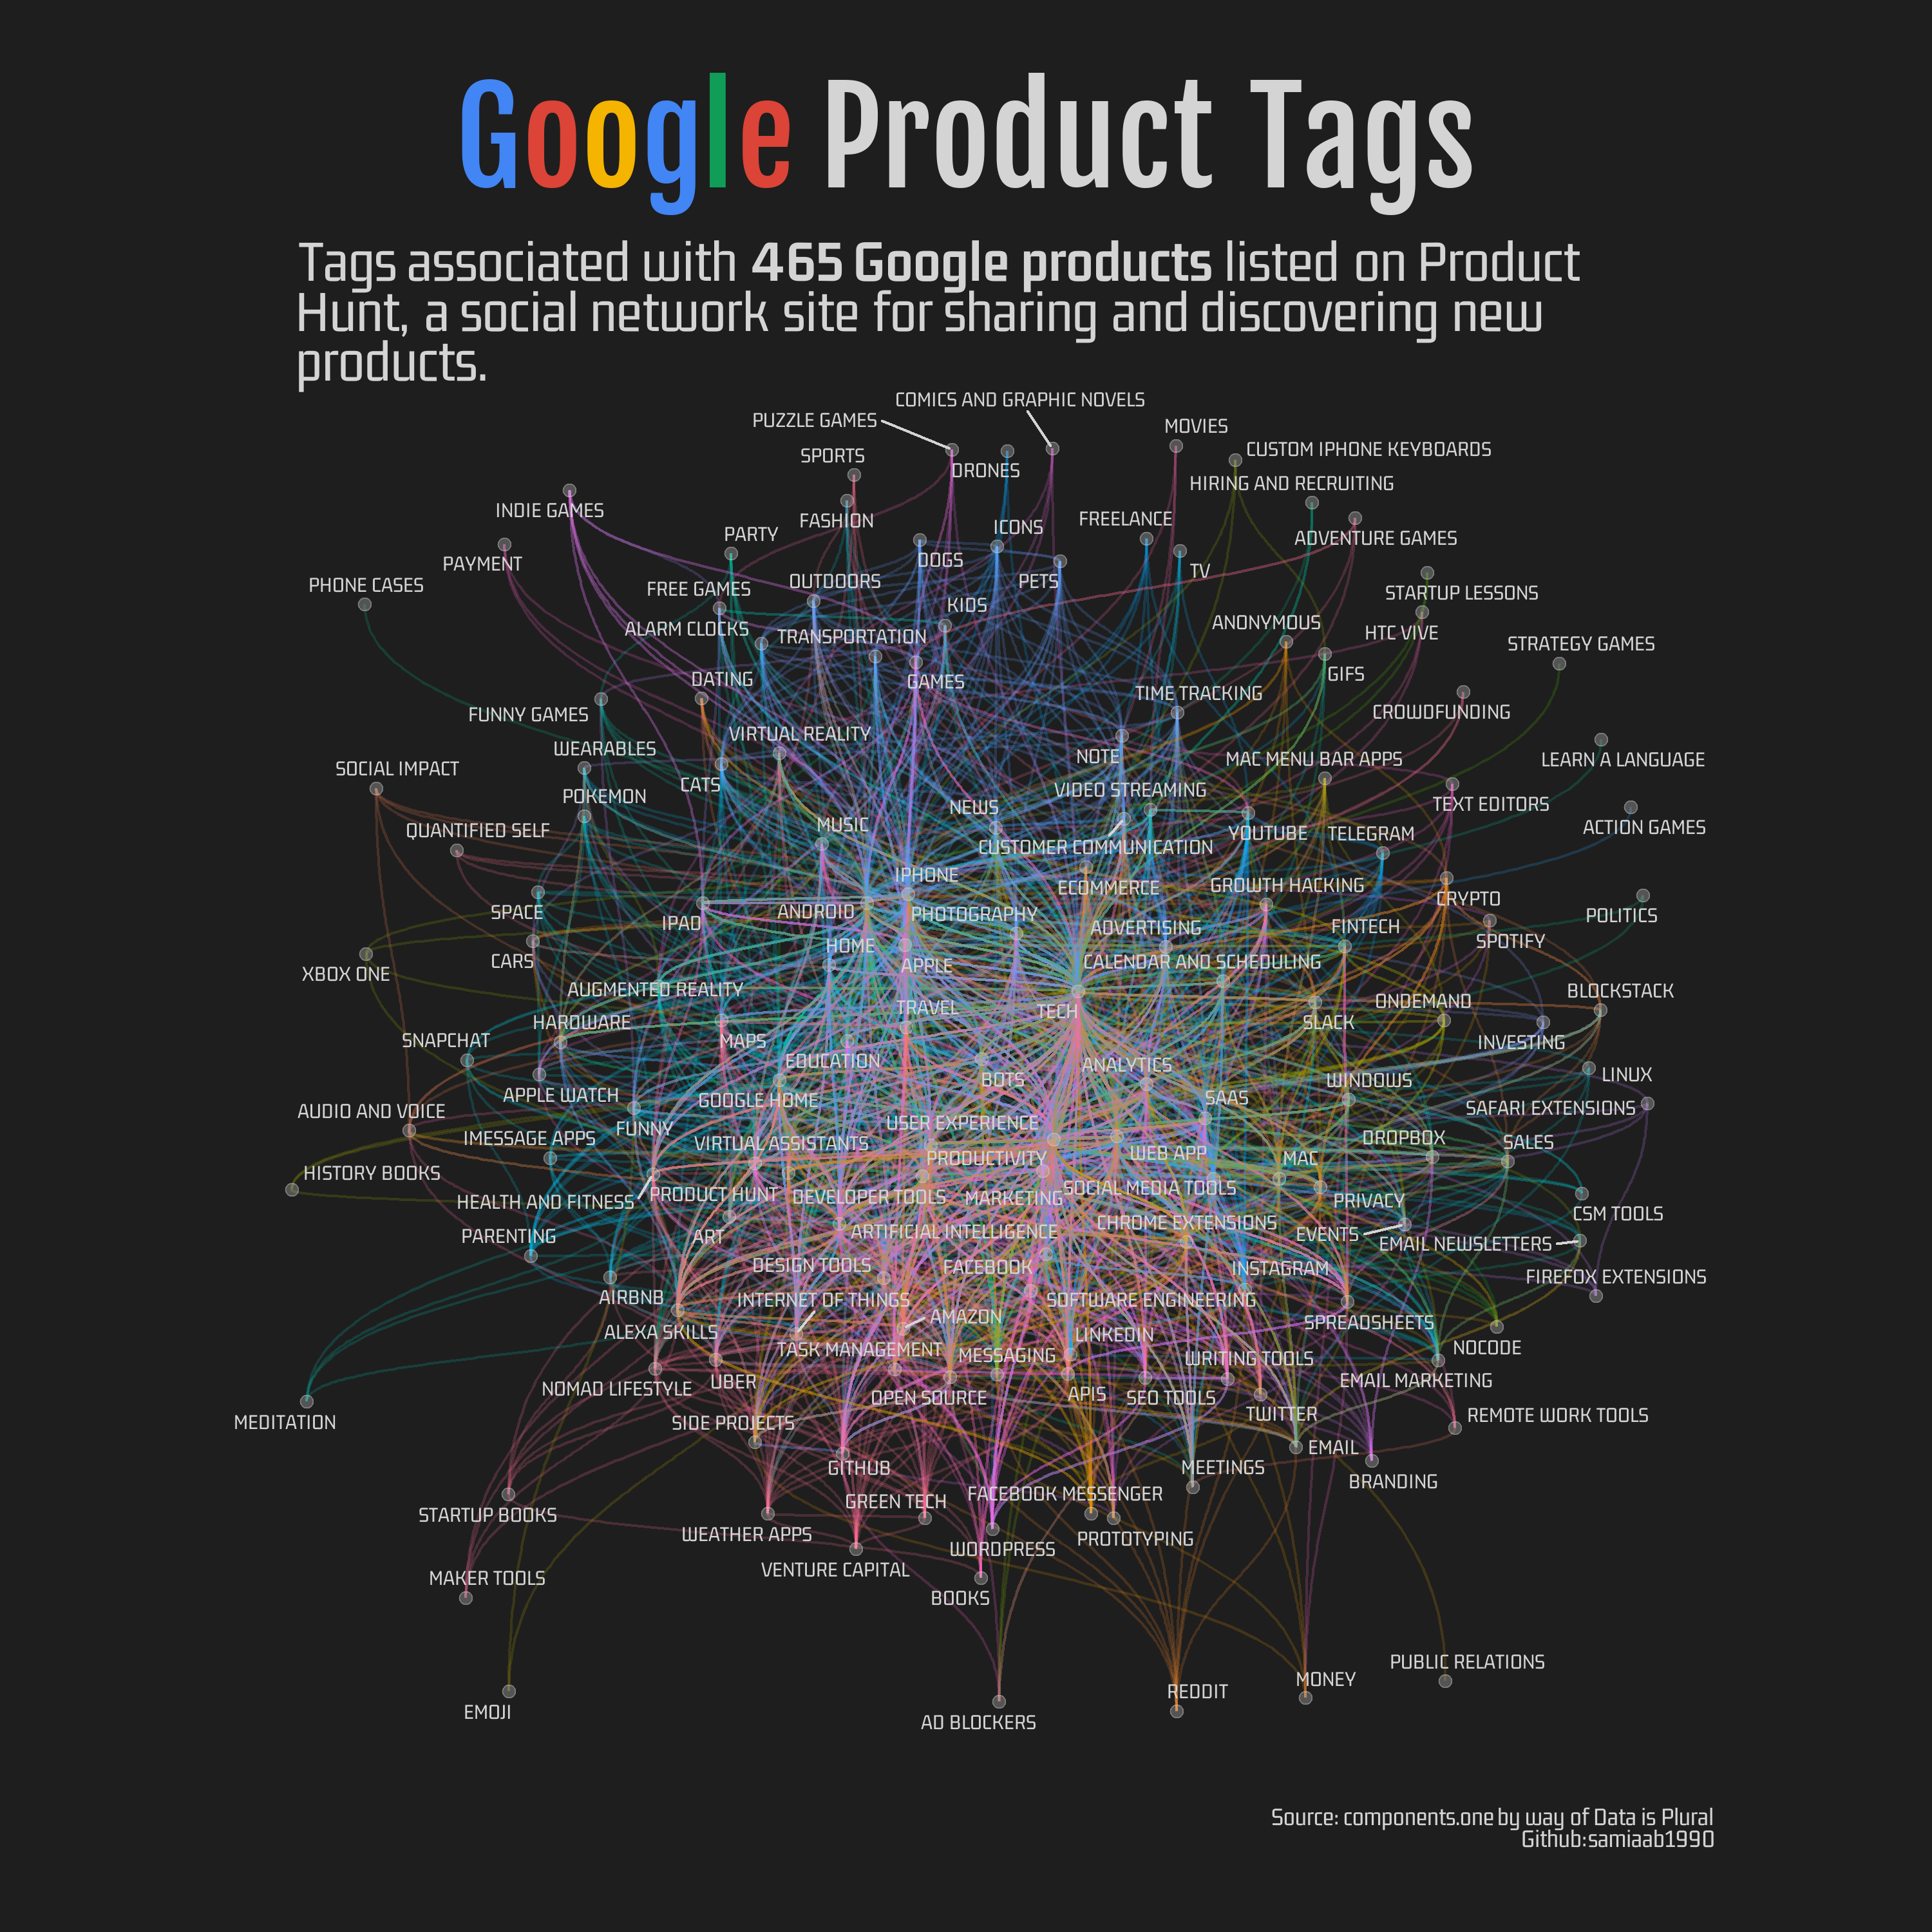 Google Product Tags
Tags associated with 465 Google products listed on Product
Hunt, a social network site for sharing and discovering new
products.
COMICS AND GRAPHIC NOVELS
PUZZLE GAMES
MOVIES
CUSTOM IPHONE KEYBOARDS
SPORTS
DRONES
HIRING AND RECRUITING
INDIE GAMES
FASHION
FREELANCE
ICONS
PARTY
ADVENTURE GAMES
PAYMENT
DOGS
TV
PHONE CASES
FREE GAMES
OUTDOORS
PETS
STARTUP LESSONS
KIDS
ALARM CLOCKS
TRANSPORTATION
ANONYMOUS
HTC VIVE
STRATEGY GAMES
GIFS
DATING
GAMES
TIME TRACKING
FUNNY GAMES
CROWDFUNDING
VIRTUAL REALITY
WEARABLES
NOTE
MAC MENU BAR APPS
LEARN A LANGUAGE
SOCIAL IMPACT
CATS
POKEMON
VIDEO STREAMING
TEXT EDITORS
NEWS
QUANTIFIED SELF
MUSIC
YOUTUBE
TELEGRAM
ACTION GAMES
CUSTOMER COMMUNICATION
IPHONE
ECOMMERCE
GROWTH HACKING
CRYPTO
SPACE
IPAD
ANDROID
PHOTOGRAPHY
POLITICS
ADVERTISING
FINTECH
SPOTIFY
HOME
XBOX ONE
CARS
APPLE
CALENDAR AND SCHEDULING
AUGMENTED REALITY
BLOCKSTACK
TRAVEL
TECH
ONDEMAND
HARDWARE
SLACK
SNAPCHAT
MAPS
INVESTING
EDUCATION
ANALYTICS
BOTS
WINDOWS
LINUX
APPLE WATCH
GOOGLE HOME
SAAS
AUDIO AND VOICE
SAFARI EXTENSIONS
FUNNY
USER EXPERIENCE
IMESSAGE APPS
VIRTUAL ASSISTANTS
DROPBOX
SALES
WEB APP
PRODUCTIVITY
MAC
HISTORY BOOKS
HEALTH AND FITNESS
PRODUCT HUNT
DEVELOPER TOOLS
MARKETING
SOCIAL MEDIA TOOLS
PRIVACY
CSM TOOLS
PARENTING
ART
ARTIFICIAL INTELLIGENCE
CHROME EXTENSIONS
EVENTS
EMAIL NEWSLETTERS
DESIGN TOOLS
FACEBOOK
INSTAGRAM
FIREFOX EXTENSIONS
AIRBNB
INTERNET OF THINGS
SOFTWARE ENGINEERING
AMAZON
ALEXA SKILLS
LINKEDIN
SPREADSHEETS
TASK MANAGEMENT
MESSAGING
WRITING TOOLS
NOCODE
NOMAD LIFESTYLE
UBER
OPEN SOURCE
APIS
SEO TOOLS
EMAIL MARKETING
MEDITATION
SIDE PROJECTS
TWITTER
REMOTE WORK TOOLS
EMAIL
GITHUB
MEETINGS
BRANDING
GREEN TECH
FACEBOOK MESSENGER
STARTUP BOOKS
WEATHER APPS
WORDPRESS
PROTOTYPING
VENTURE CAPITAL
MAKER TOOLS
BOOKS
PUBLIC RELATIONS
MONEY
REDDIT
EMOJI
AD BLOCKERS
Source: components.one by way of Data is Plural
Github:samiaab1990